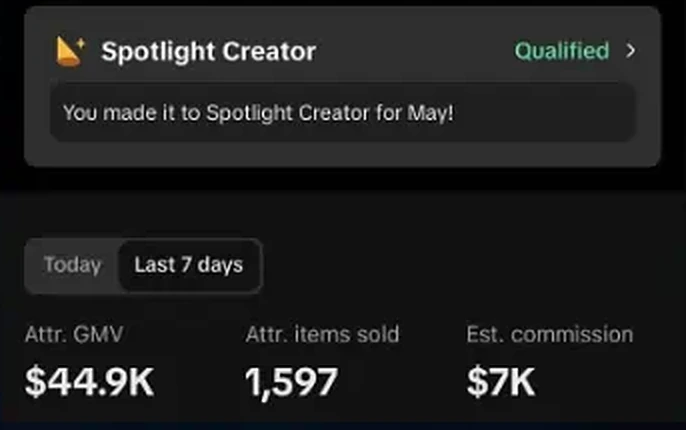 Spotlight Creator Qualified >
You made it to Spotlight Creator for May!
Today Last 7 days
Attr. GMV Attr. items sold Est. commission
$44.9K 1,597 $7K